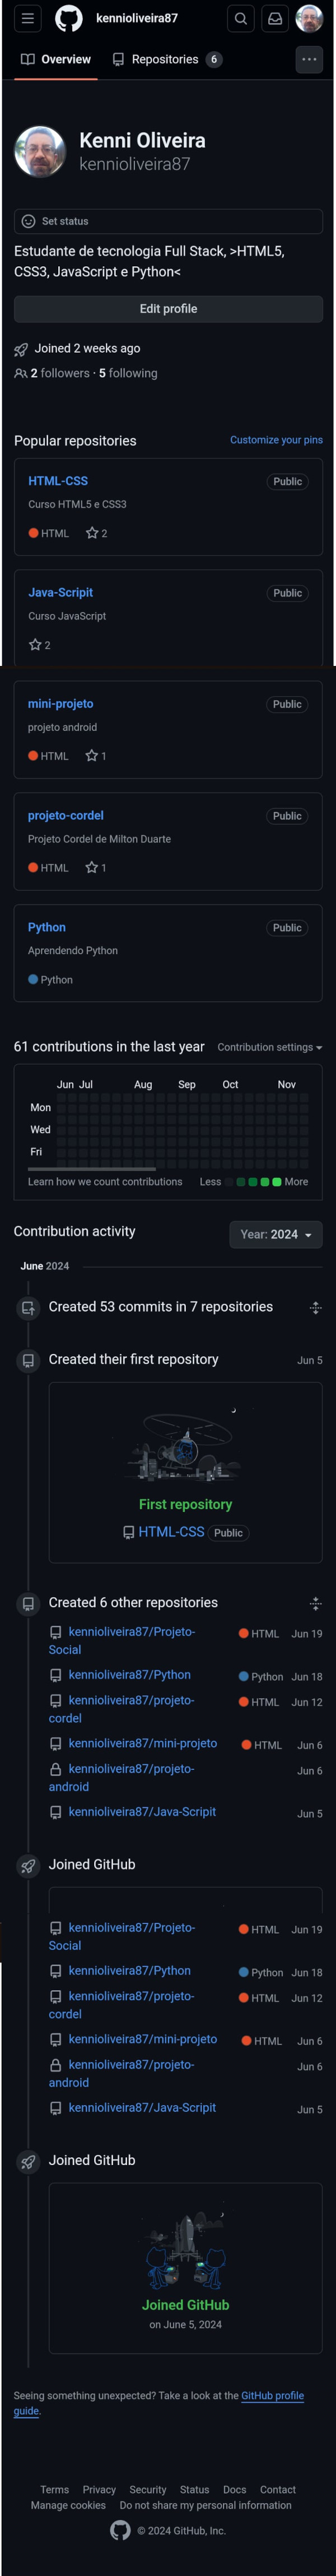 kennioliveira87
Overview
Repositories 6
Kenni Oliveira
kennioliveira87
Set status
Estudante de tecnologia Full Stack, >HTML5,
CSS3, JavaScript e Python<
Edit profile
Joined 2 weeks ago
2 followers · 5 following
Popular repositories Customize your pins
HTML-CSS Public
Curso HTML5 e CSS3
HTML 2
Java-Scripit Public
Curso JavaScript
2
mini-projeto Public
projeto android
HTML 1
projeto-cordel Public
Projeto Cordel de Milton Duarte
HTML 1
Python Public
Aprendendo Python
Python
61 contributions in the last year Contribution settings
Jun Jul Aug Sep Oct Nov
Mon
Wed
Fri
Learn how we count contributions Less More
Contribution activity Year: 2024
June 2024
Created 53 commits in 7 repositories
Created their first repository Jun 5
First repository
HTML-CSS Public
Created 6 other repositories
kennioliveira87/Projeto- HTML Jun 19
Social
kennioliveira87/Python Python Jun 18
kennioliveira87/projeto- HTML Jun 12
cordel
kennioliveira87/mini-projeto HTML Jun 6
kennioliveira87/projeto- Jun 6
android
kennioliveira87/Java-Scripit Jun 5
Joined GitHub
kennioliveira87/Projeto- HTML Jun 19
Social
kennioliveira87/Python Python Jun 18
kennioliveira87/projeto- HTML Jun 12
cordel
kennioliveira87/mini-projeto HTML Jun 6
kennioliveira87/projeto- Jun 6
android
kennioliveira87/Java-Scripit Jun 5
Joined GitHub
Joined GitHub
on June 5, 2024
Seeing something unexpected? Take a look at the GitHub profile
guide.
Terms Privacy Security Status Docs Contact
Manage cookies Do not share my personal information
© 2024 GitHub, Inc.